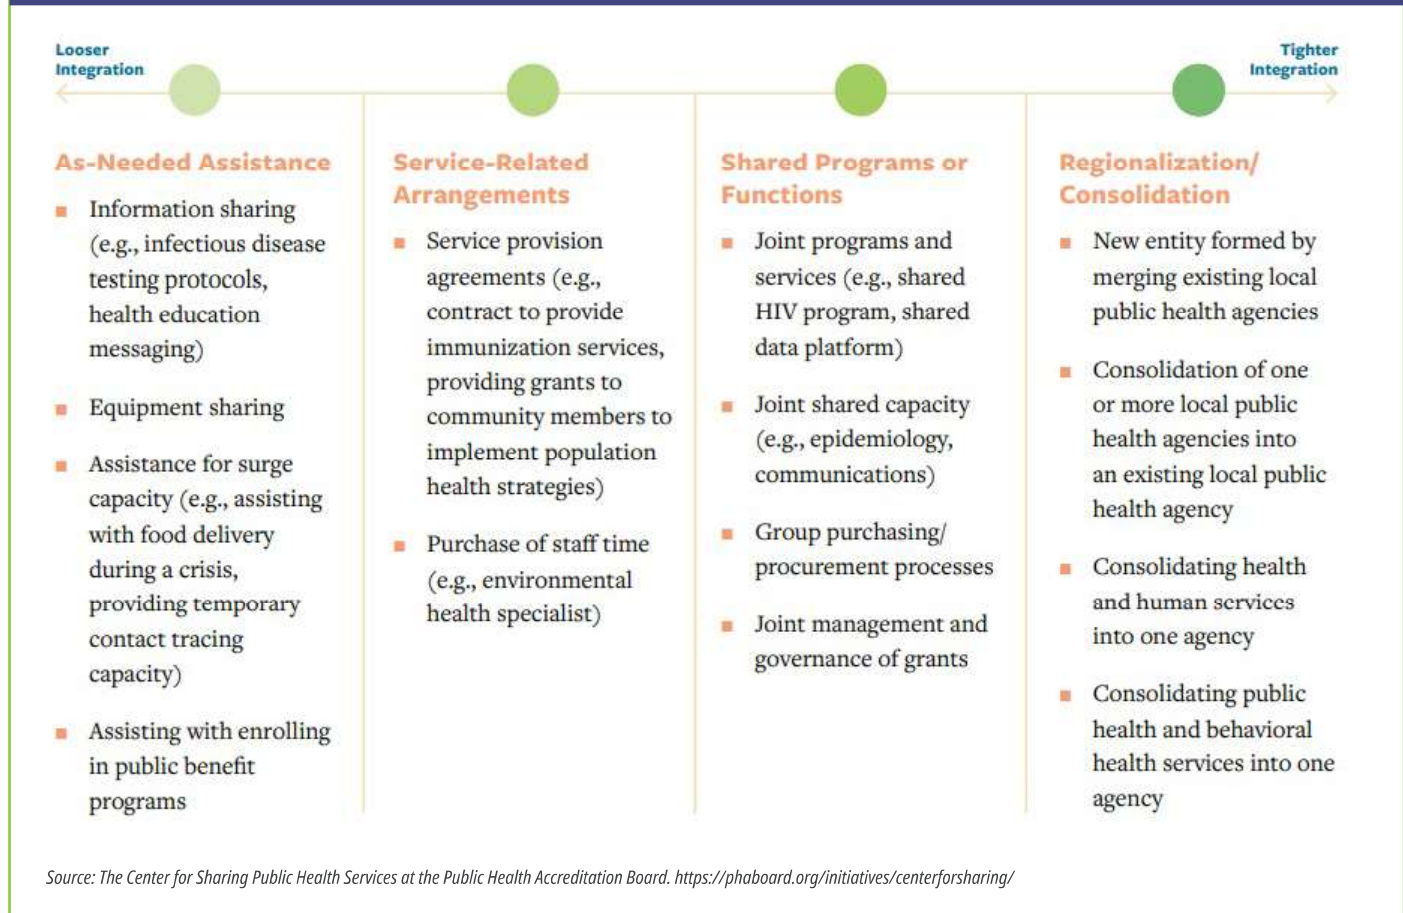 Looser
Integration
Tighter
Integration
As-Needed Assistance
Information sharing
(e.g., infectious disease
testing protocols,
health education
messaging)
Equipment sharing
Assistance for surge
capacity (e.g., assisting
with food delivery
during a crisis,
providing temporary
contact tracing
capacity)
Assisting with enrolling
in public benefit
programs
Service-Related
Arrangements
Service provision
agreements (e.g.,
contract to provide
immunization services,
providing grants to
community members to
implement population
health strategies)
Purchase of staff time
(e.g., environmental
health specialist)
Shared Programs or
Functions
Joint programs and
services (e.g., shared
HIV program, shared
data platform)
Joint shared capacity
(e.g., epidemiology,
communications)
Group purchasing/
procurement processes
Joint management and
governance of grants
Regionalization/
Consolidation
New entity formed by
merging existing local
public health agencies
Consolidation of one
or more local public
health agencies into
an existing local public
health agency
Consolidating health
and human services
into one agency
Consolidating public
health and behavioral
health services into one
agency
Source: The Center for Sharing Public Health Services at the Public Health Accreditation Board. https://phaboard.org/initiatives/centerforsharing/